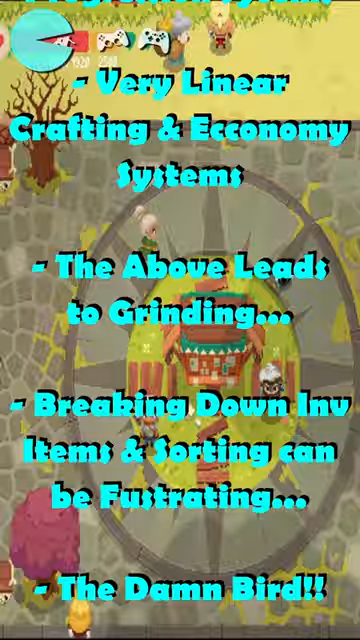 - Very Linear
Crafting & Ecconomy
Systems
- The Above Leads
to Grinding...
- Breaking Down Inv
Items & Sorting can
be Fustrating...
- The Damn Bird!!